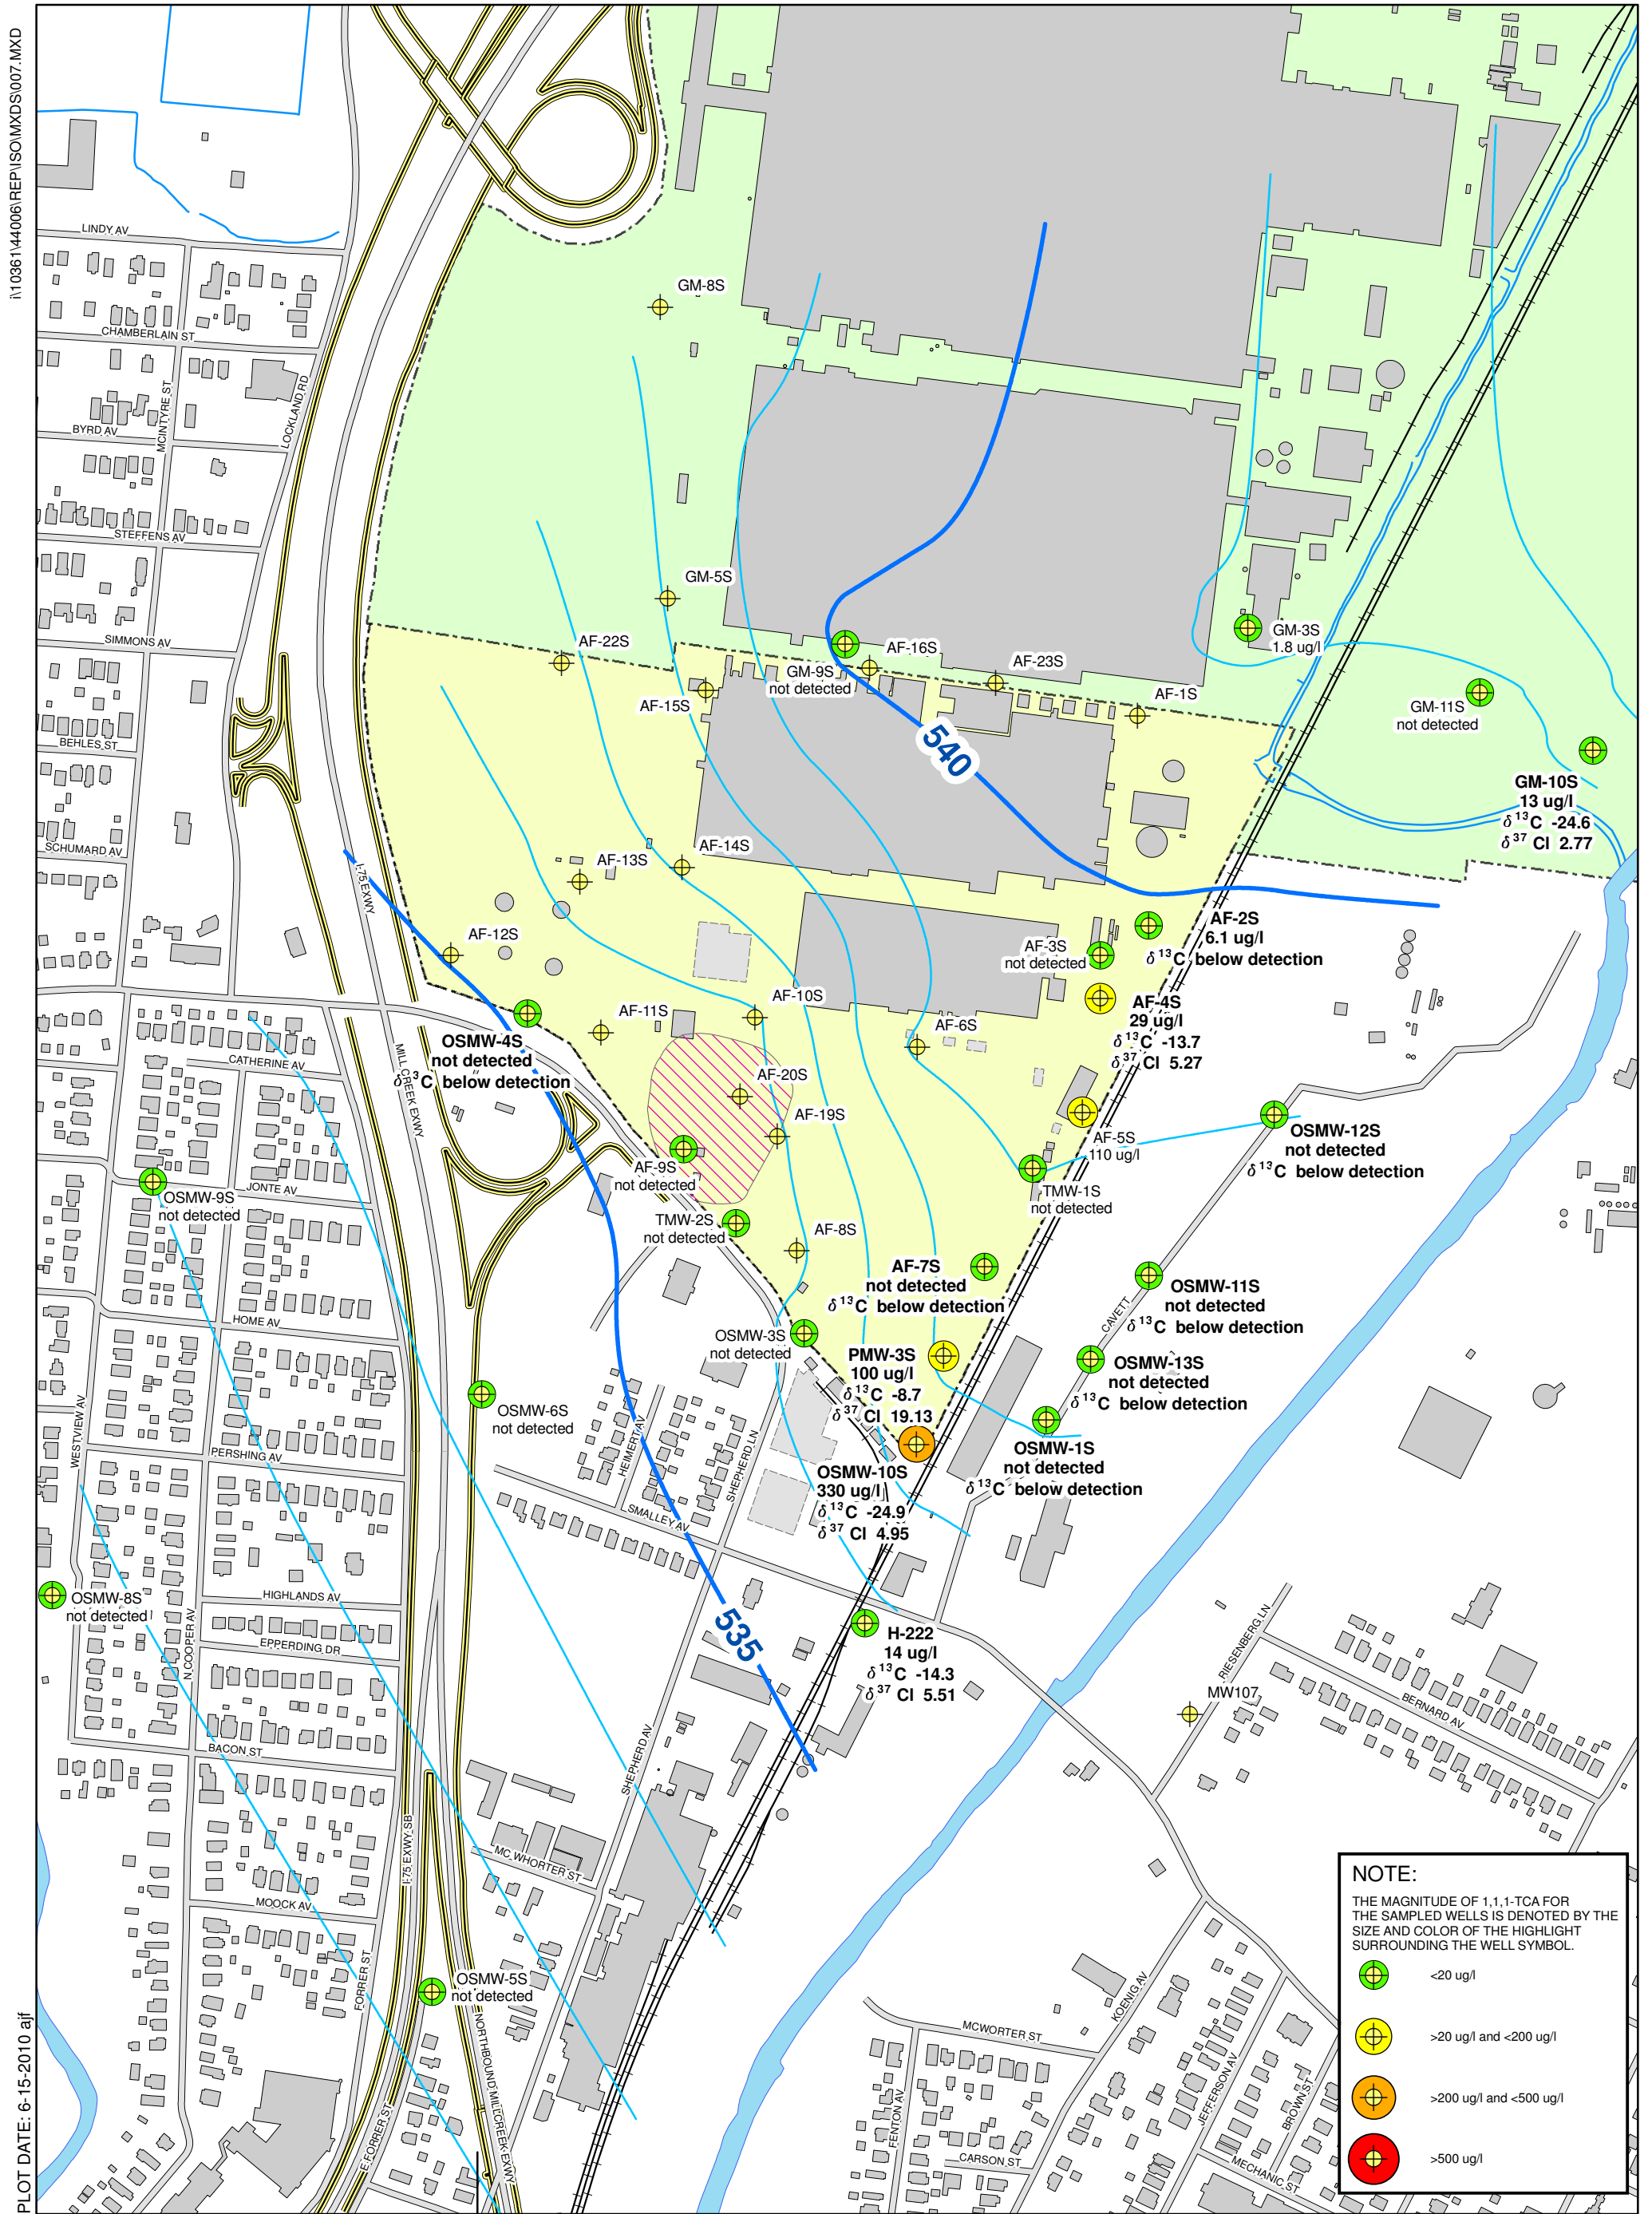 i:\10361\44006\REP\ISO\MXDS\007.MXD
LINDY AV
GM-8S
CHAMBERLAIN ST
MCINTYRE ST
LOCKLAND RD
BYRD AV
STEFFENS AV
GM-5S
SIMMONS AV
AF-22S
AF-16S
GM-9S
not detected
AF-23S
GM-3S
1.8 ug/l
AF-15S
AF-1S
GM-11S
not detected
BEHLES ST
540
GM-10S
13 ug/l
δ 13C -24.6
δ 37 Cl 2.77
SCHUMARD AV
I-75 EXWY
AF-13S
AF-14S
AF-12S
AF-3S
not detected
AF-2S
6.1 ug/l
δ 13C below detection
AF-11S
AF-10S
AF-6S
AF-4S
29 ug/l
δ 13C -13.7
δ 37 Cl 5.27
OSMW-4S
not detected
δ 13C below detection
CATHERINE AV
MILL CREEK EXWY
AF-20S
AF-19S
AF-5S
110 ug/l
OSMW-12S
not detected
δ 13C below detection
AF-9S
not detected
JONTE AV
OSMW-9S
not detected
TMW-1S
not detected
TMW-2S
not detected
AF-8S
AF-7S
not detected
δ 13C below detection
OSMW-11S
not detected
δ 13C below detection
CAVETT
HOME AV
OSMW-3S
not detected
PMW-3S
100 ug/l
δ 13C -8.7
δ 37 Cl 19.13
OSMW-13S
not detected
δ 13C below detection
OSMW-6S
not detected
WESTVIEW AV
PERSHING AV
HEIMERT AV
SHEPHERD LN
OSMW-1S
not detected
δ 13C below detection
OSMW-10S
330 ug/l
δ 13C -24.9
δ 37 Cl 4.95
SMALLEY AV
OSMW-8S
not detected
HIGHLANDS AV
N COOPER AV
EPPERDING DR
535
H-222
14 ug/l
δ 13C -14.3
δ 37 Cl 5.51
RIESENBERG LN
MW107
BERNARD AV
BACON ST
SHEPHERD AV
I-75 EXWY SB
MC WHORTER ST
MOOCK AV
FORRER ST
OSMW-5S
not detected
NORTHBOUND MILLCREEK EXWY
E FORRER ST
KOENIG AV
MCWORTER ST
JEFFERSON AV
BROWN ST
FENTON AV
CARSON ST
MECHANIC ST
NOTE:
THE MAGNITUDE OF 1,1,1-TCA FOR
THE SAMPLED WELLS IS DENOTED BY THE
SIZE AND COLOR OF THE HIGHLIGHT
SURROUNDING THE WELL SYMBOL.
<20 ug/l
>20 ug/l and <200 ug/l
>200 ug/l and <500 ug/l
>500 ug/l
PLOT DATE: 6-15-2010 ajf